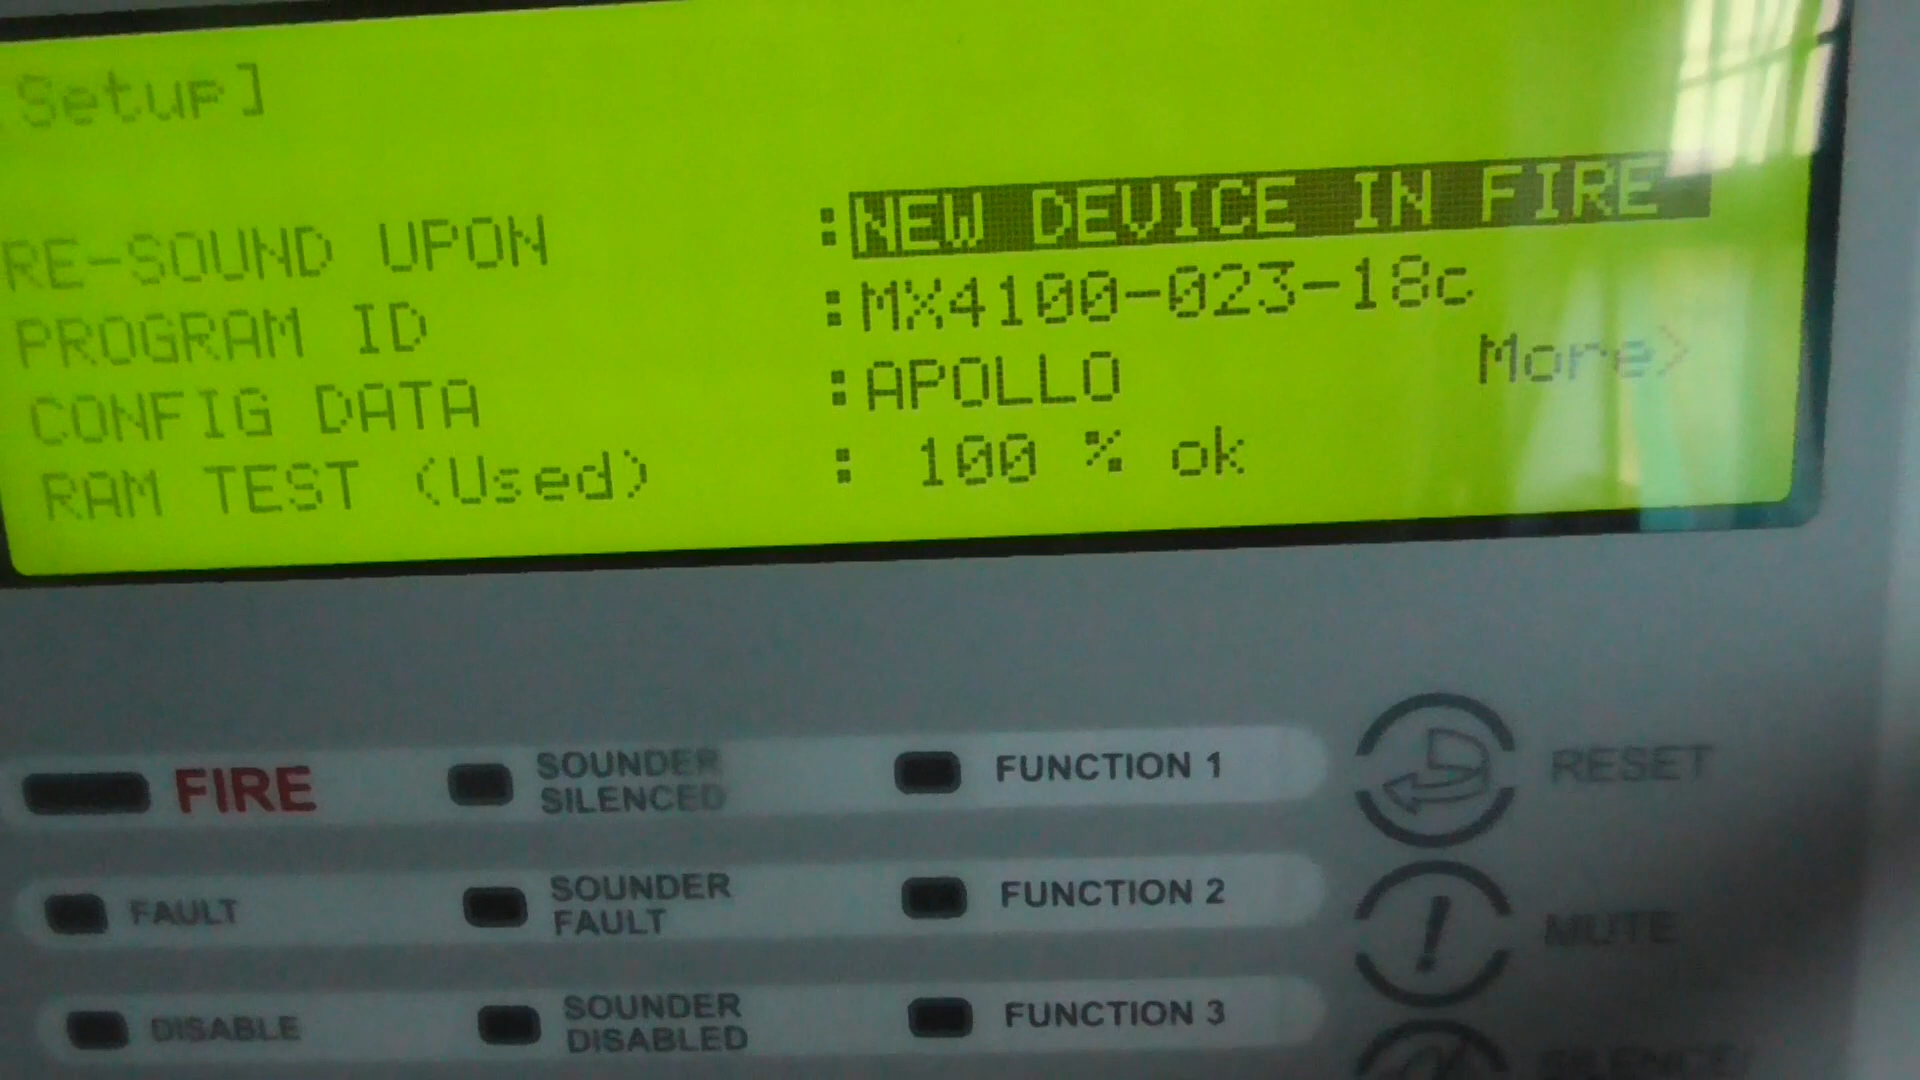 [Setup]
RE-SOUND UPON :NEW DEVICE IN FIRE
PROGRAM ID :MX4100-023-18c
CONFIG DATA :APOLLO More>
RAM TEST (Used) : 100 % ok
FIRE
SOUNDER
SILENCED
FUNCTION 1
RESET
FAULT
SOUNDER
FAULT
FUNCTION 2
MUTE
DISABLE
SOUNDER
DISABLED
FUNCTION 3